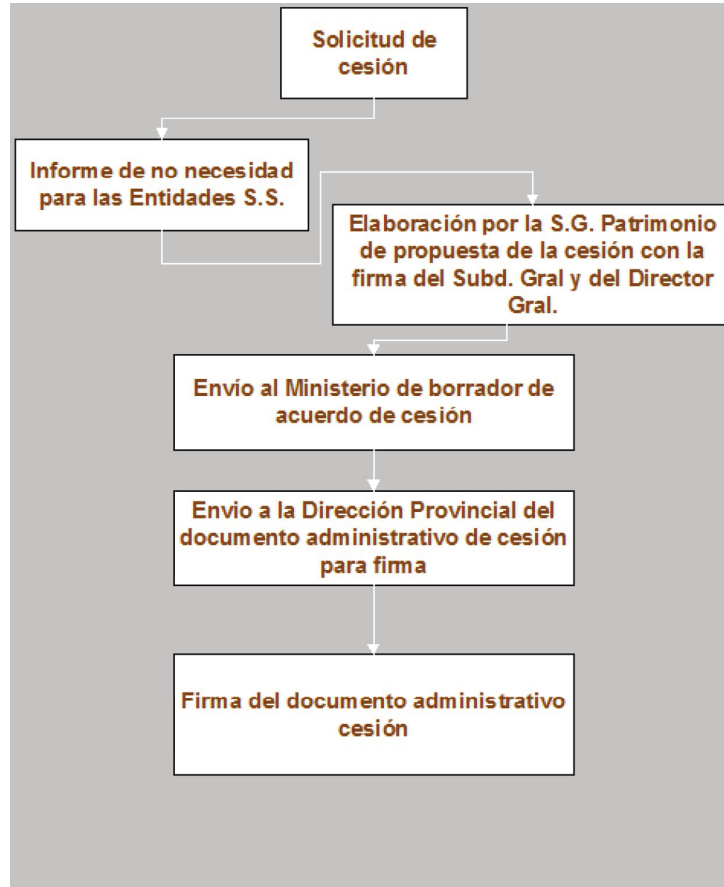 Solicitud de
cesión
Informe de no necesidad
para las Entidades S.S.
Elaboración por la S.G. Patrimonio
de propuesta de la cesión con la
firma del Subd. Gral y del Director
Gral.
Envío al Ministerio de borrador de
acuerdo de cesión
Envio a la Dirección Provincial del
documento administrativo de cesión
para firma
Firma del documento administrativo
cesión